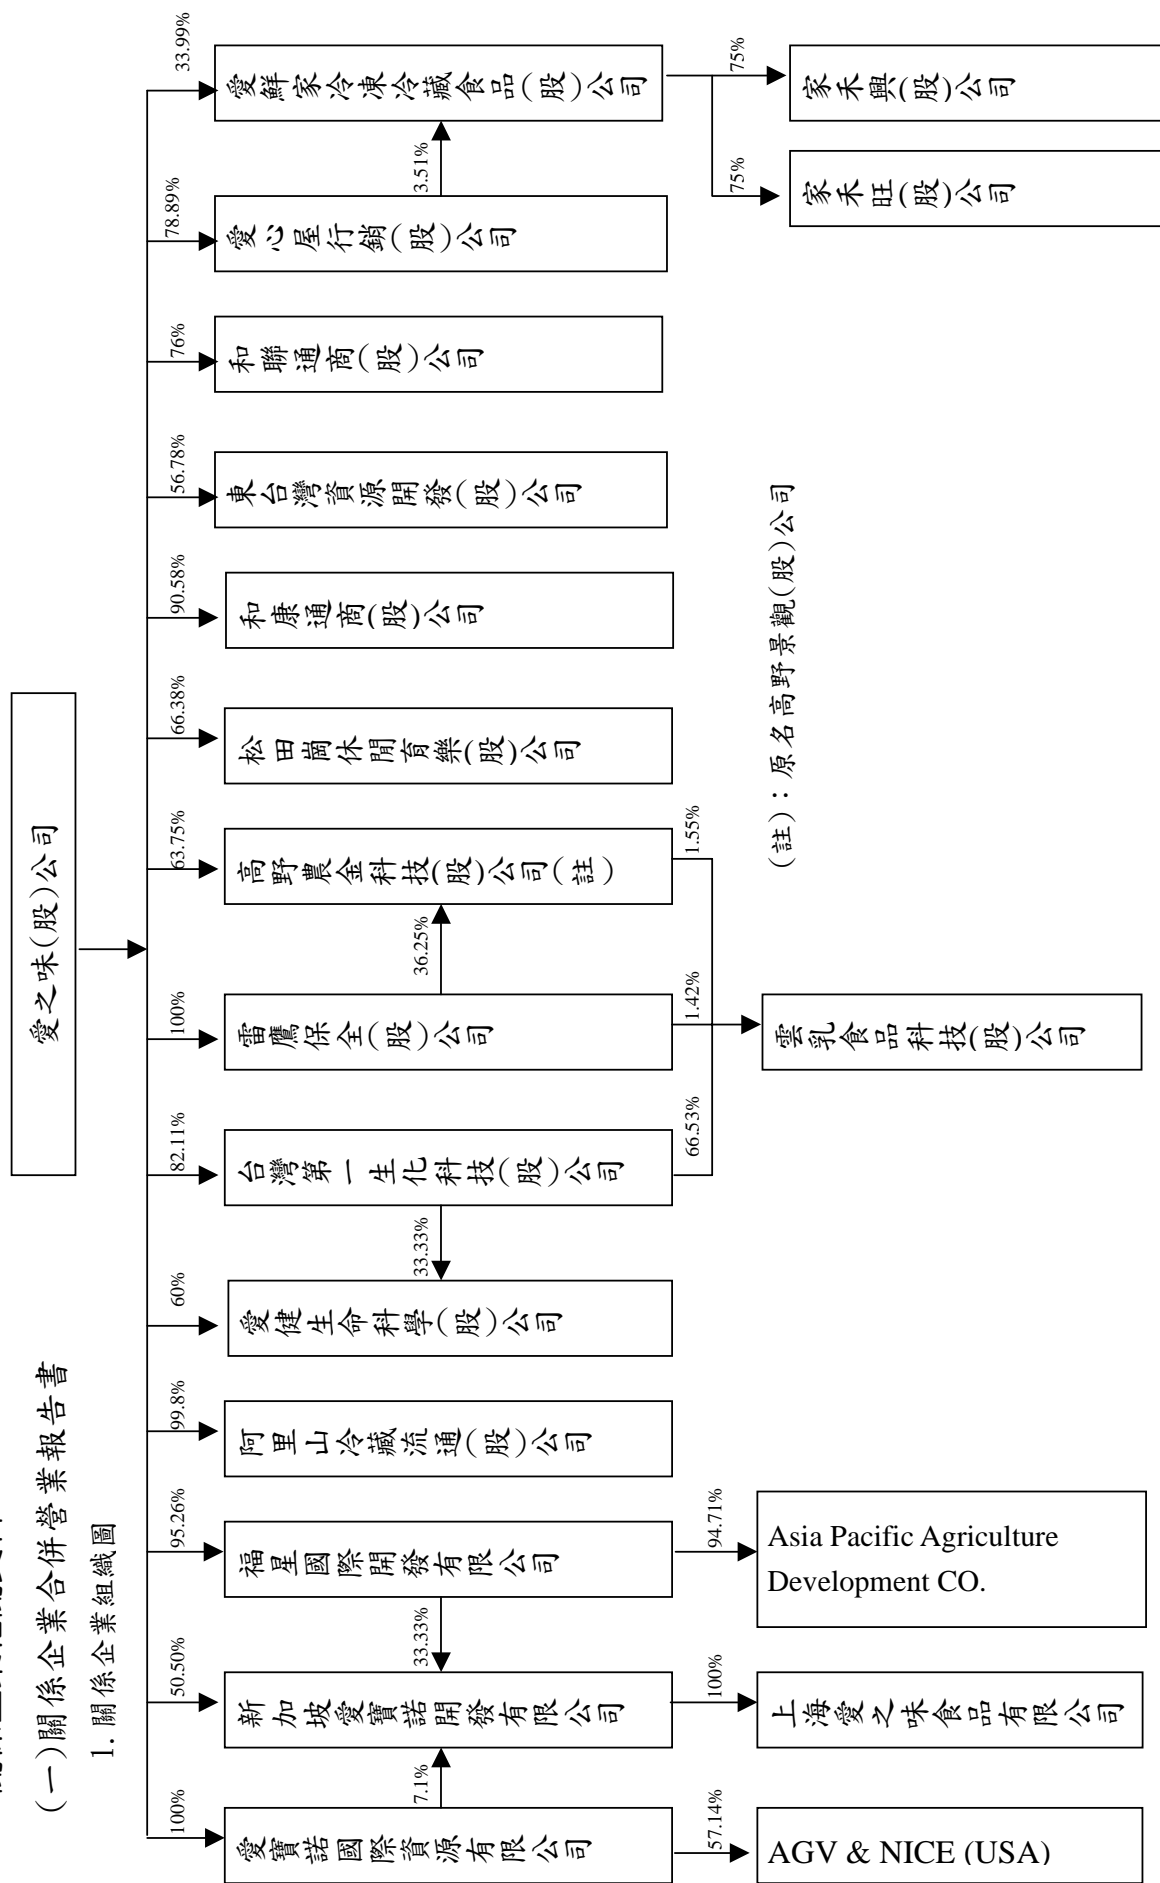 (一)關係企業合併營業報告書
1. 關係企業組織圖
愛之味(股)公司
100%
愛寶諾國際資源有限公司
57.14%
AGV & NICE (USA)
7.1%
50.50%
新加坡愛寶諾開發有限公司
100%
上海愛之味食品有限公司
33.33%
95.26%
福星國際開發有限公司
94.71%
Asia Pacific Agriculture
Development CO.
99.8%
阿里山冷藏流通(股)公司
60%
愛健生命科學(股)公司
33.33%
82.11%
台灣第一生化科技(股)公司
66.53%
100%
雷鷹保全(股)公司
1.42%
雲乳食品科技(股)公司
36.25%
63.75%
高野農金科技(股)公司(註)
1.55%
66.38%
松田崗休閒育樂(股)公司
90.58%
和康通商(股)公司
56.78%
東台灣資源開發(股)公司
76%
和聯通商(股)公司
78.89%
愛心屋行銷(股)公司
3.51%
33.99%
愛鮮家冷凍冷藏食品(股)公司
75%
家禾旺(股)公司
75%
家禾興(股)公司
(註)：原名高野景觀(股)公司